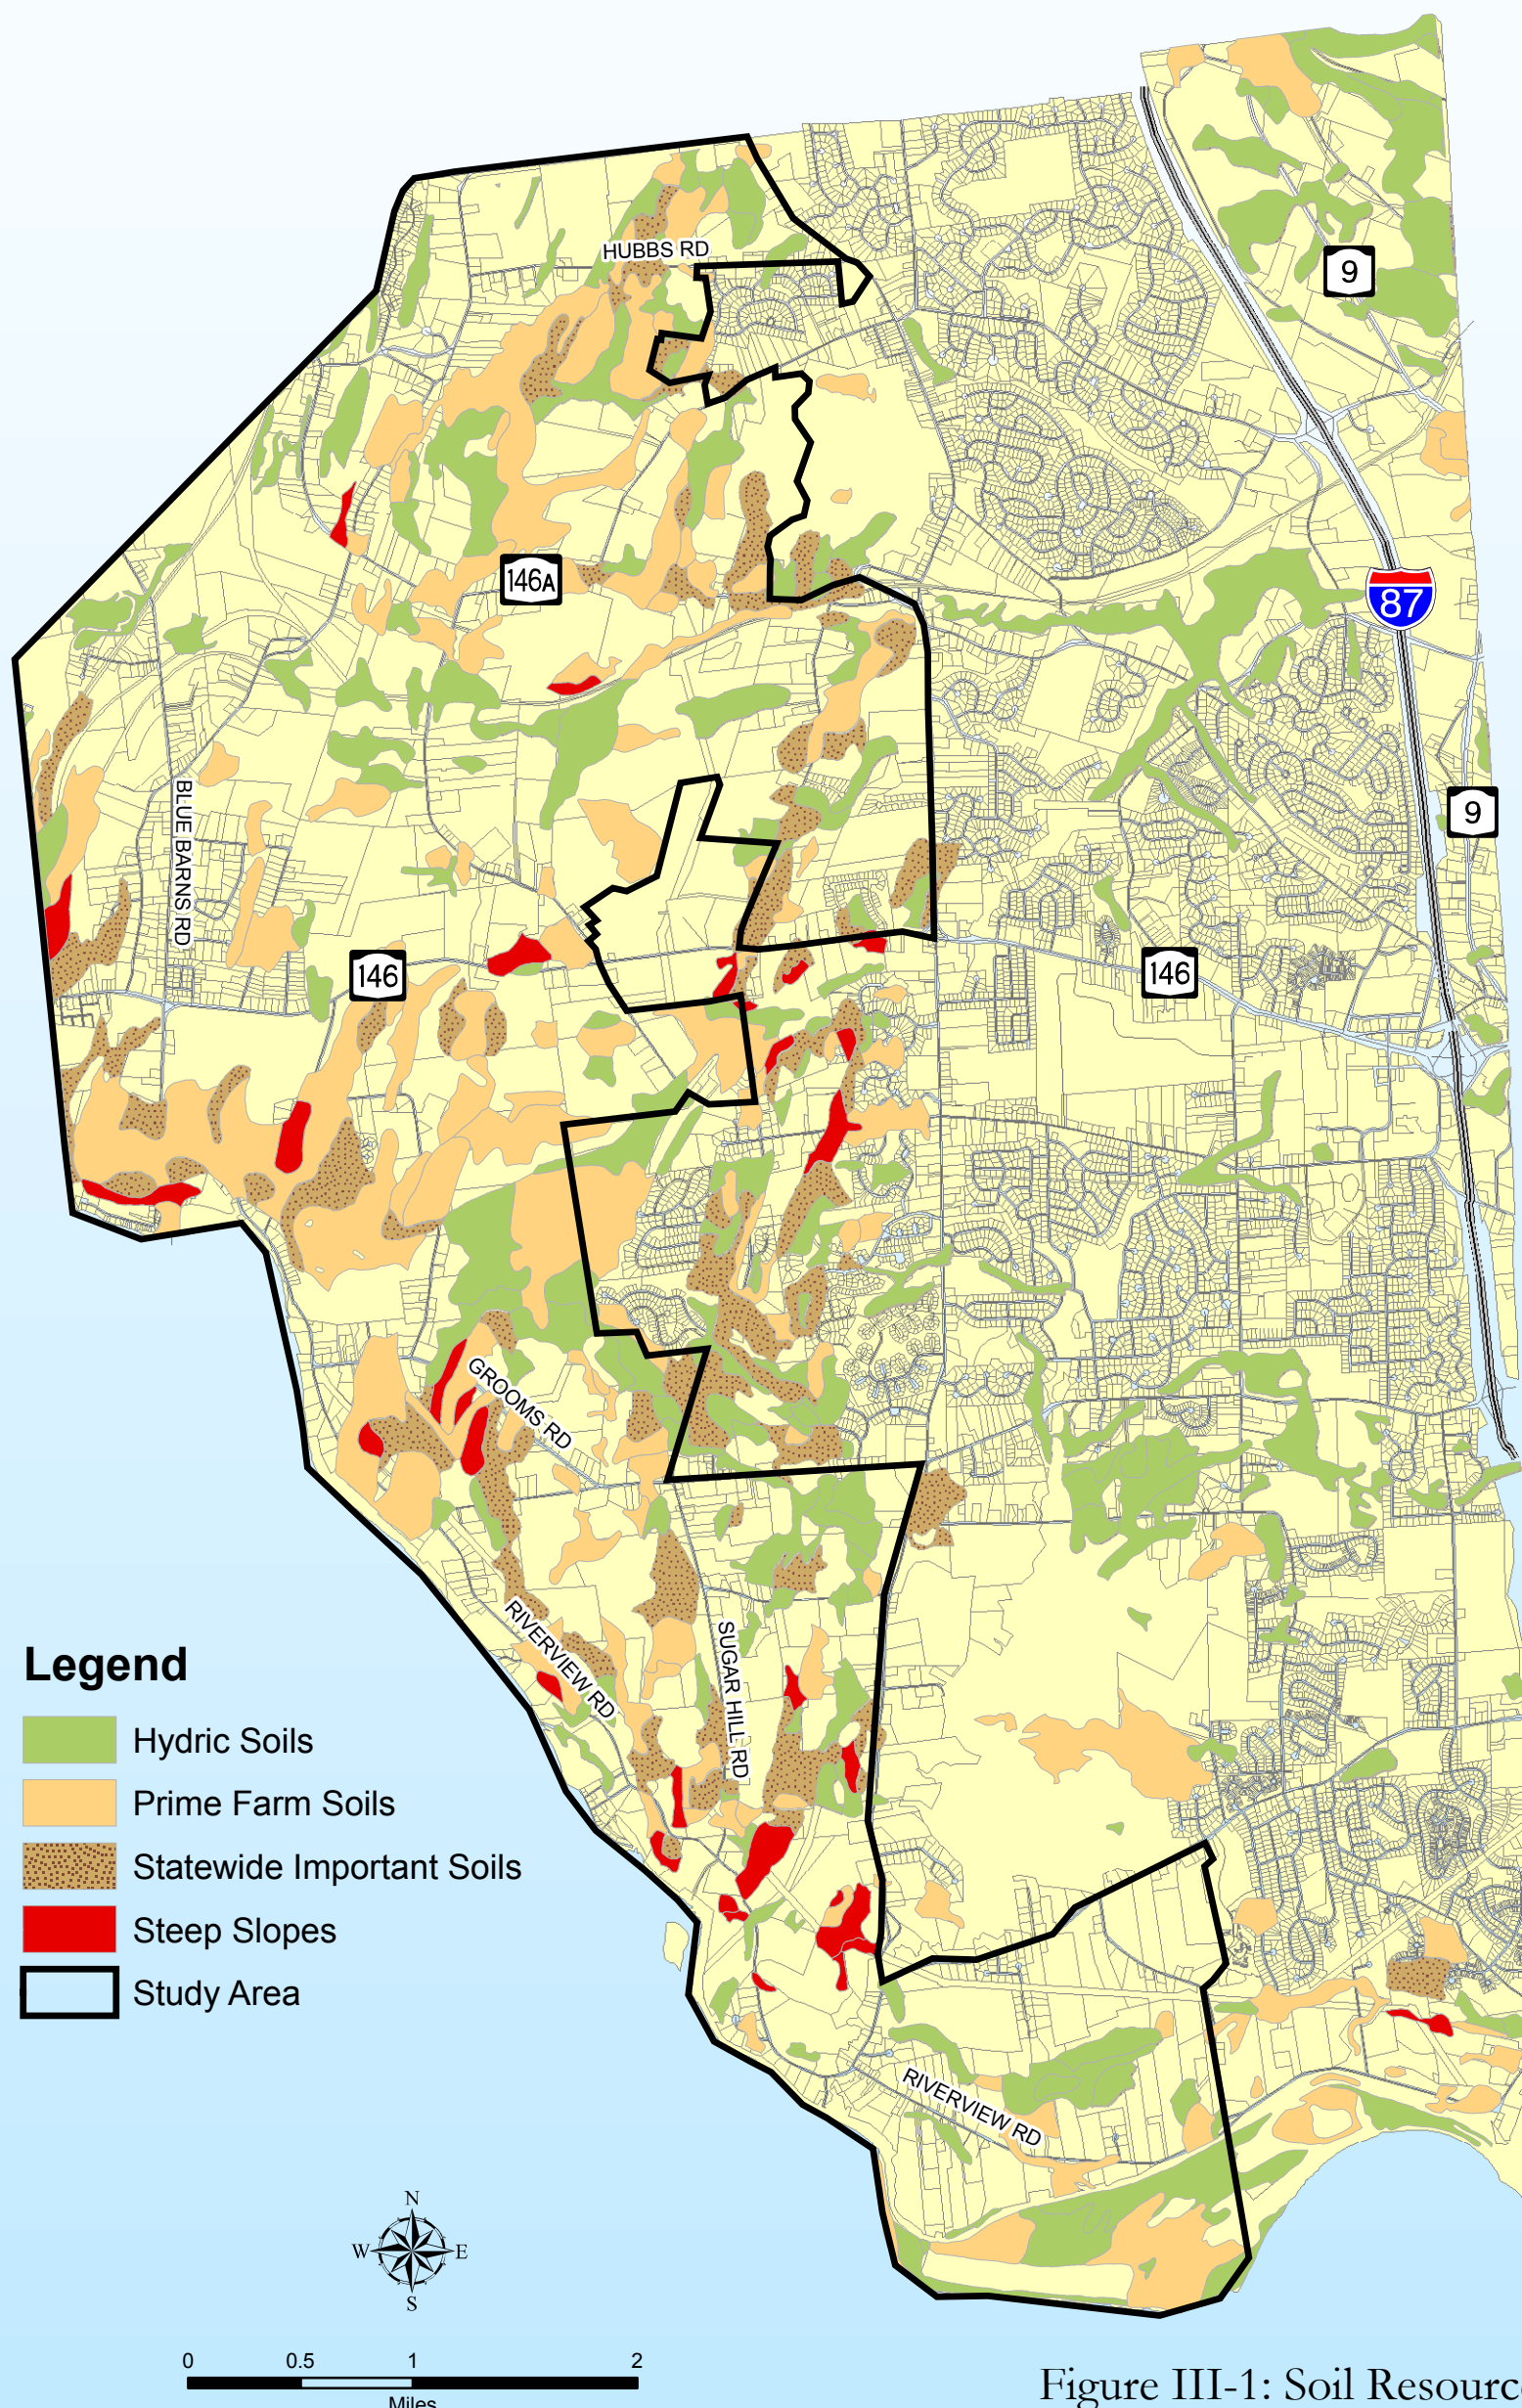 HUBBS RD
9
146A
87
BLUE BARNS RD
9
146
146
GROOMS RD
RIVERVIEW RD
SUGAR HILL RD
Legend
Hydric Soils
Prime Farm Soils
Statewide Important Soils
Steep Slopes
Study Area
RIVERVIEW RD
N
W E
S
0 0.5 1 2
Miles
Figure III-1: Soil Resourc